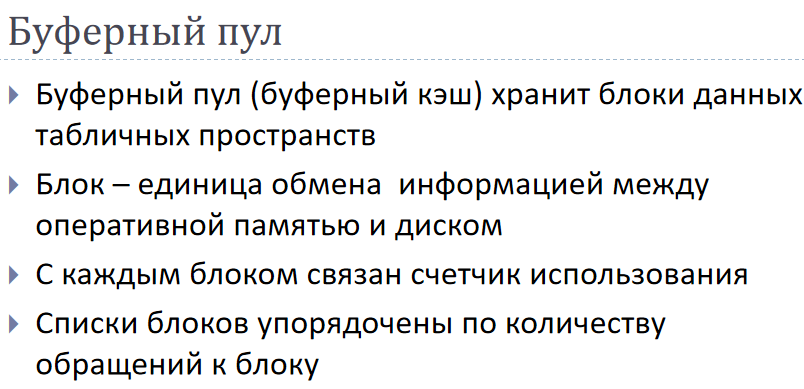 Буферный пул
Буферный пул (буферный кэш) хранит блоки данных
табличных пространств
Блок – единица обмена  информацией между
оперативной памятью и диском
С каждым блоком связан счетчик использования
Списки блоков упорядочены по количеству
обращений к блоку